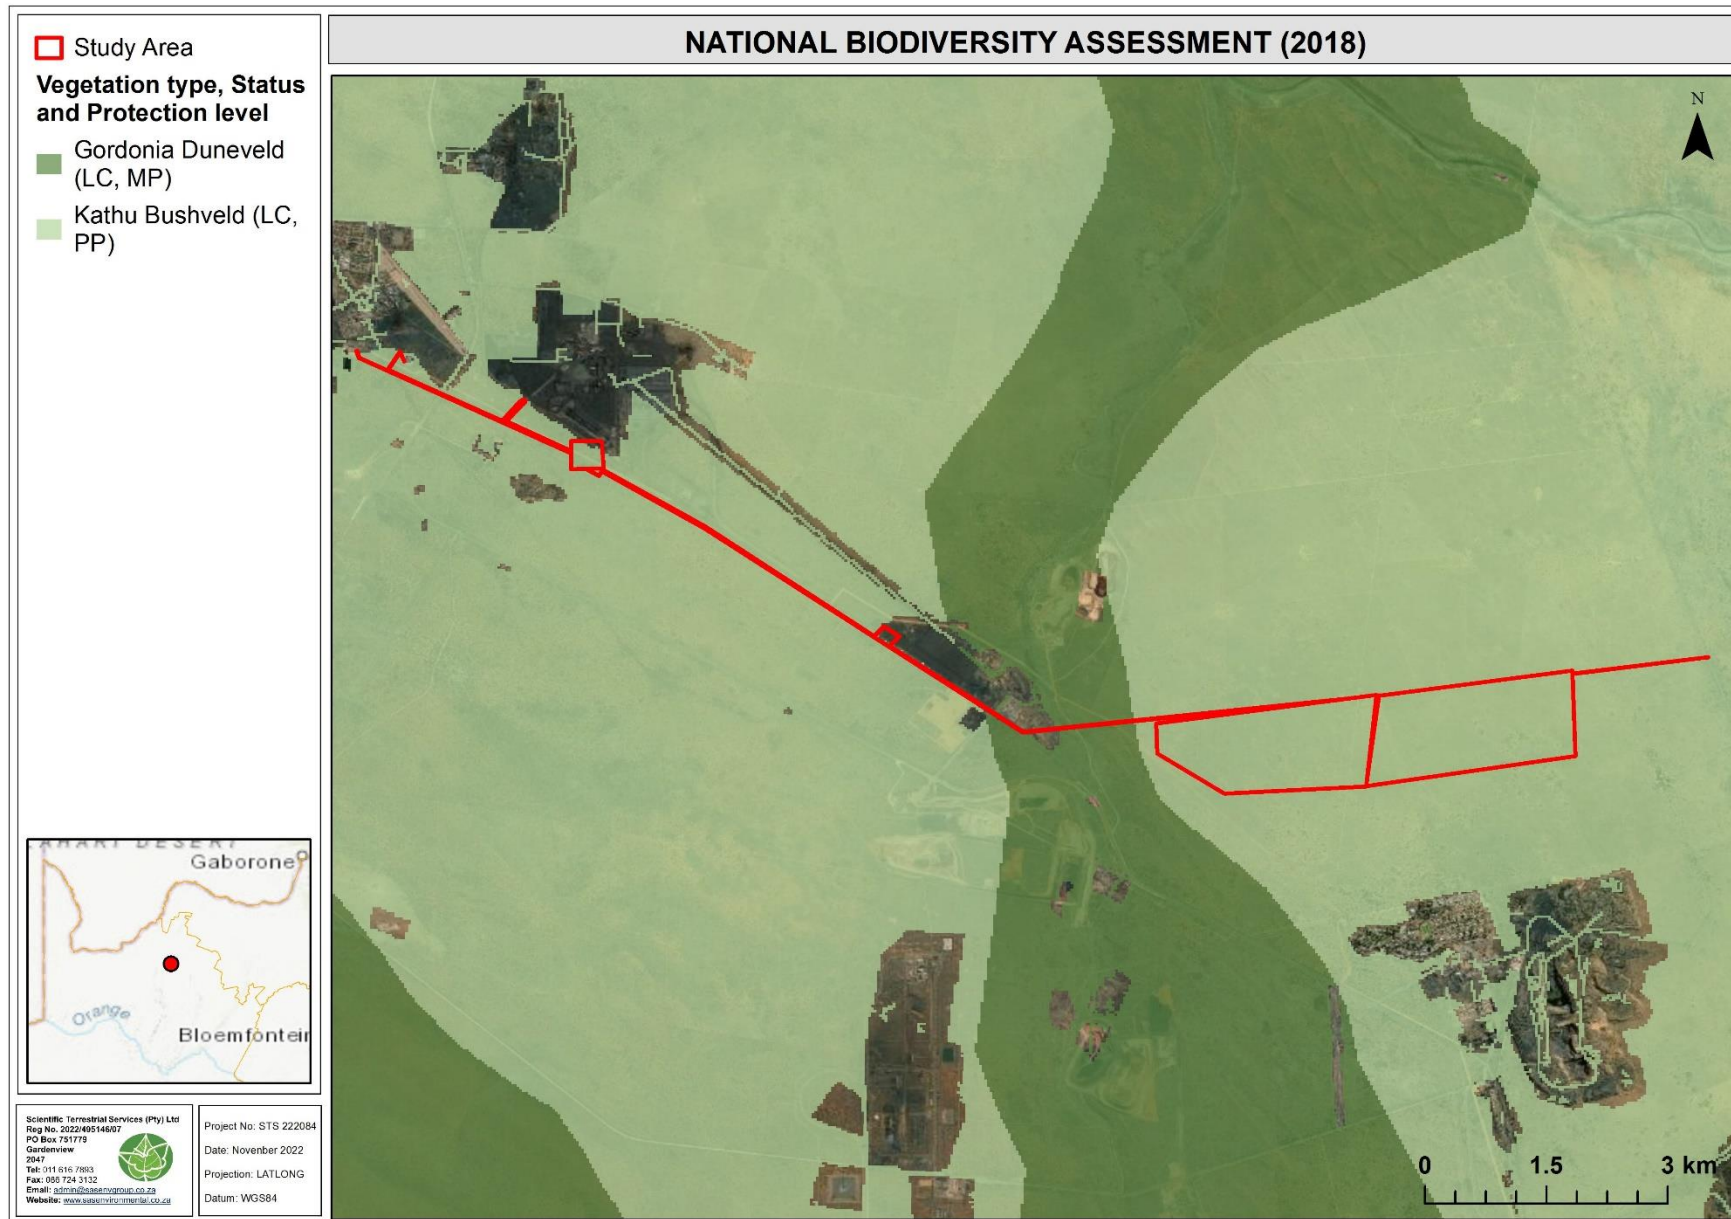 Study Area
Vegetation type, Status
and Protection level
Gordonia Duneveld
(LC, MP)
Kathu Bushveld (LC,
PP)
NATIONAL BIODIVERSITY ASSESSMENT (2018)
N
AHARI DESERT
Gaborone
Orange
Bloemfontein
Scientific Terrestrial Services (Pty) Ltd
Reg No. 2022/495146/07
PO Box 751779
Gardenview
2047
Tel: 011 616 7893
Fax: 086 724 3132
Email: admin@sasenvgroup.co.za
Website: www.sasenvironmental.co.za
Project No: STS 222084
Date: November 2022
Projection: LATLONG
Datum: WGS84
0 1.5 3 km